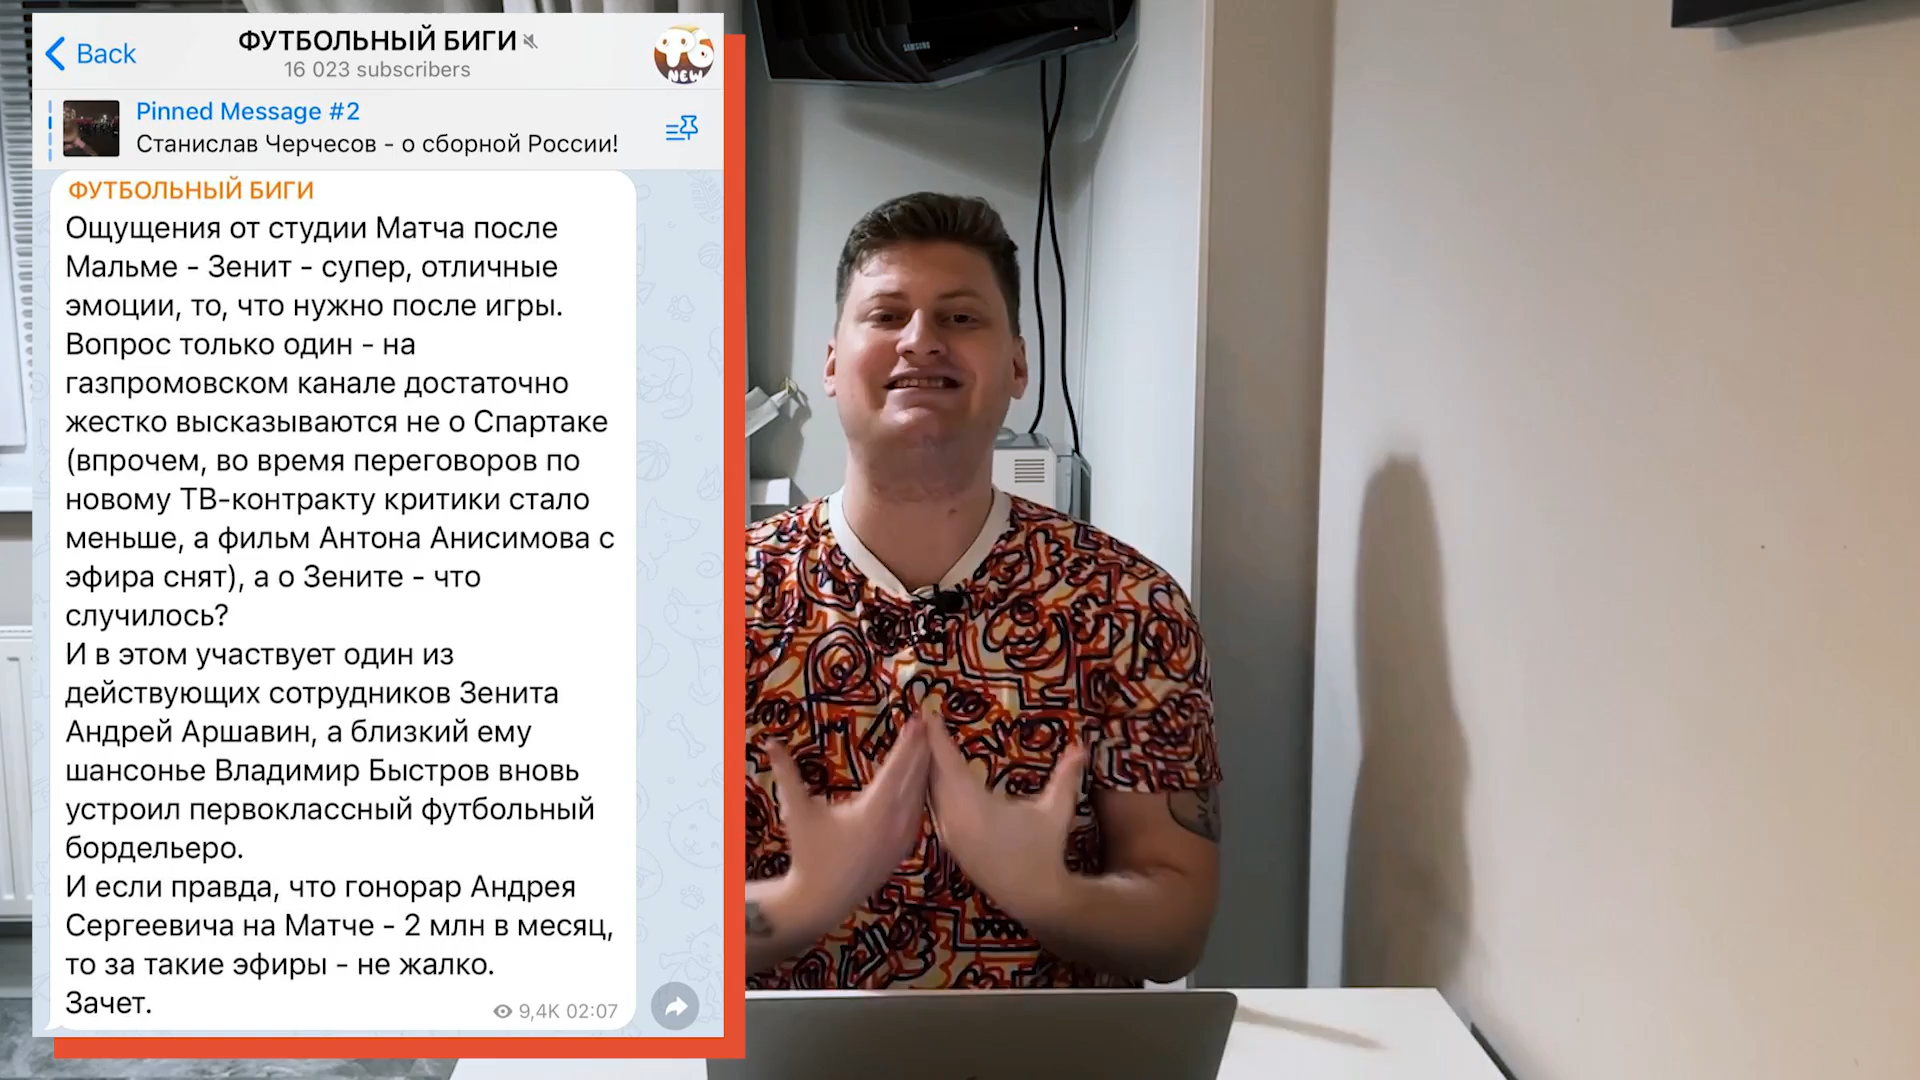 Back
ФУТБОЛЬНЫЙ БИГИ
16 023 subscribers
NEW
Pinned Message #2
Станислав Черчесов - о сборной России!
ФУТБОЛЬНЫЙ БИГИ
Ощущения от студии Матча после
Мальме - Зенит - супер, отличные
эмоции, то, что нужно после игры.
Вопрос только один - на
газпромовском канале достаточно
жестко высказываются не о Спартаке
(впрочем, во время переговоров по
новому ТВ-контракту критики стало
меньше, а фильм Антона Анисимова с
эфира снят), а о Зените - что
случилось?
И в этом участвует один из
действующих сотрудников Зенита
Андрей Аршавин, а близкий ему
шансонье Владимир Быстров вновь
устроил первоклассный футбольный
бордельеро.
И если правда, что гонорар Андрея
Сергеевича на Матче - 2 млн в месяц,
то за такие эфиры - не жалко.
Зачет.
9,4K 02:07
SAMSUNG